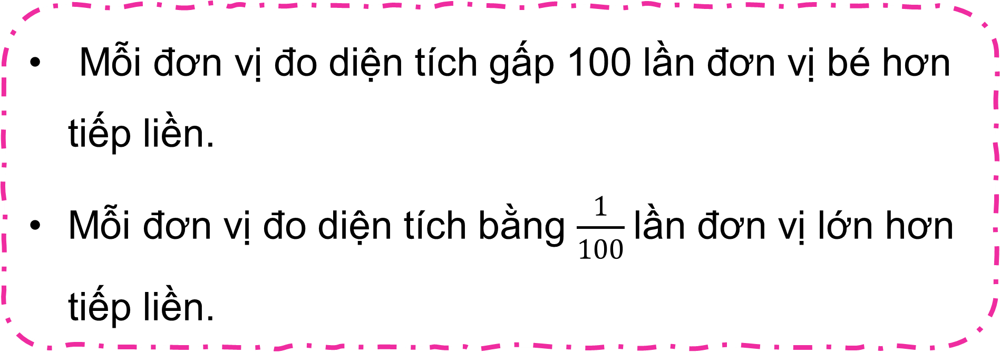 • Mỗi đơn vị đo diện tích gấp 100 lần đơn vị bé hơn
tiếp liền.
• Mỗi đơn vị đo diện tích bằng 1/100 lần đơn vị lớn hơn
tiếp liền.